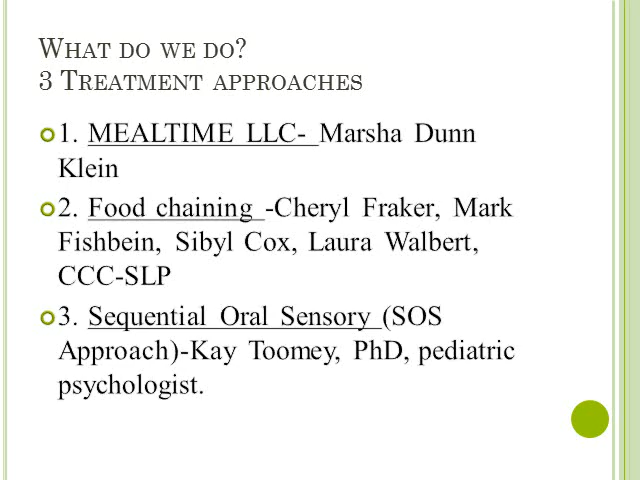 WHAT DO WE DO?
3 TREATMENT APPROACHES
1. MEALTIME LLC- Marsha Dunn
Klein
2. Food chaining -Cheryl Fraker, Mark
Fishbein, Sibyl Cox, Laura Walbert,
CCC-SLP
3. Sequential Oral Sensory (SOS
Approach)-Kay Toomey, PhD, pediatric
psychologist.